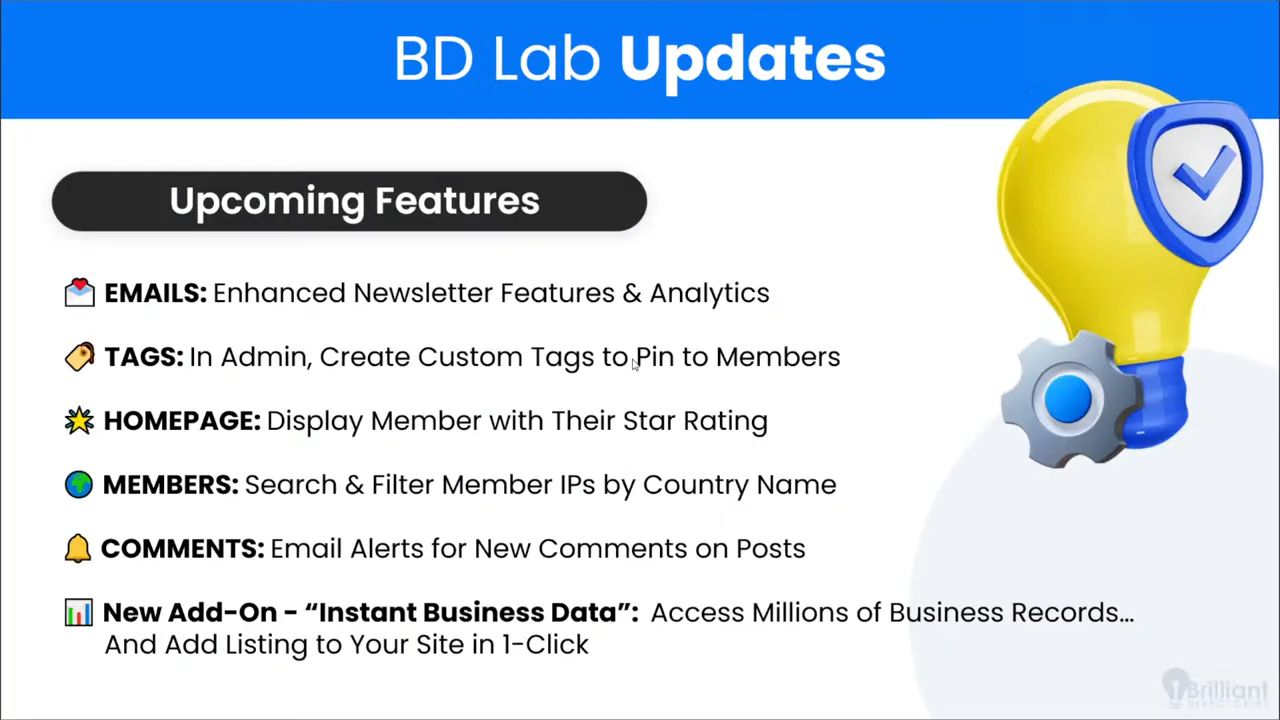 BD Lab Updates
Upcoming Features
EMAILS: Enhanced Newsletter Features & Analytics
TAGS: In Admin, Create Custom Tags to Pin to Members
HOMEPAGE: Display Member with Their Star Rating
MEMBERS: Search & Filter Member IPs by Country Name
COMMENTS: Email Alerts for New Comments on Posts
New Add-On - “Instant Business Data”: Access Millions of Business Records...
And Add Listing to Your Site in 1-Click
Brilliant
DIRECTORIES